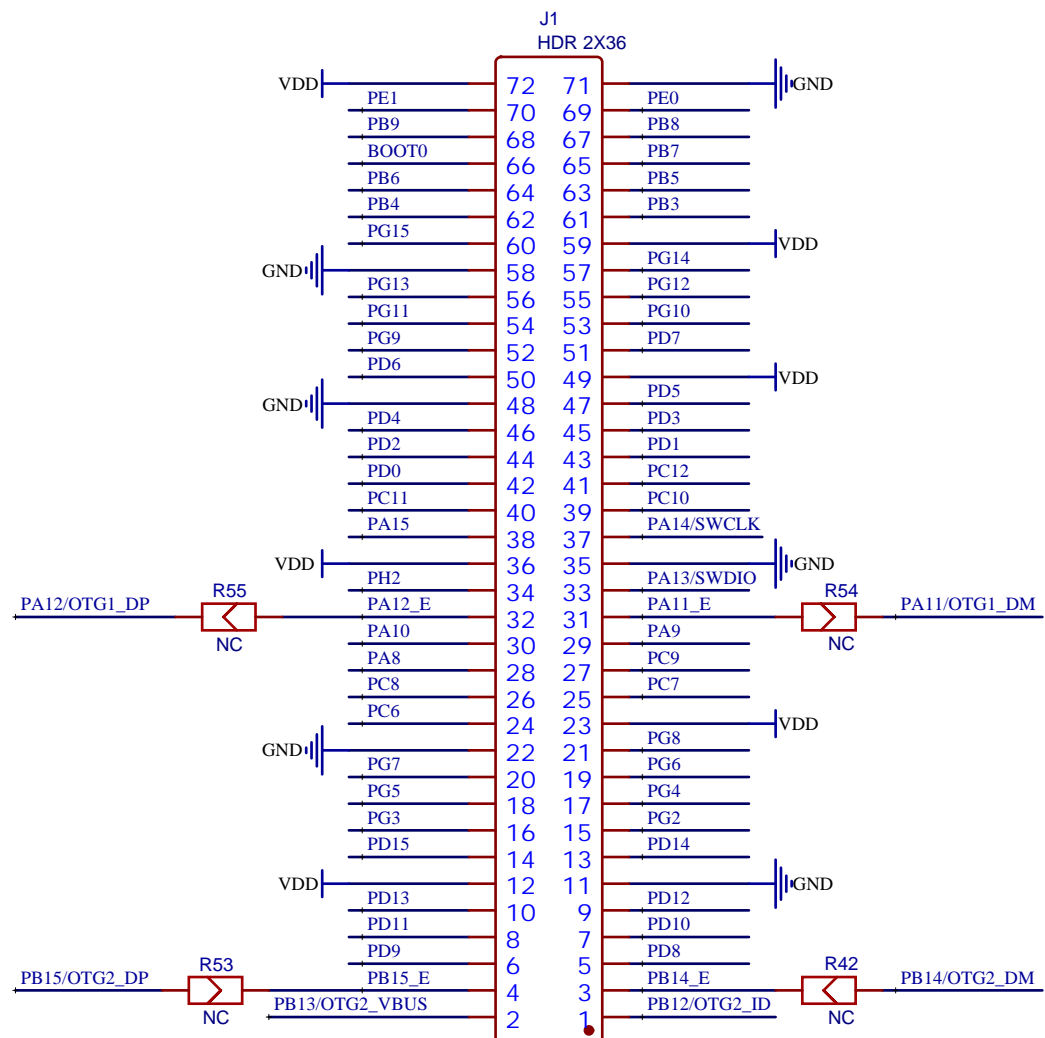 J1
HDR 2X36
VDD 72 71 GND
PE1 70 69 PE0
PB9 68 67 PB8
BOOT0 66 65 PB7
PB6 64 63 PB5
PB4 62 61 PB3
PG15 60 59 VDD
GND 58 57 PG14
PG13 56 55 PG12
PG11 54 53 PG10
PG9 52 51 PD7
PD6 50 49 VDD
GND 48 47 PD5
PD4 46 45 PD3
PD2 44 43 PD1
PD0 42 41 PC12
PC11 40 39 PC10
PA15 38 37 PA14/SWCLK
VDD 36 35 GND
PH2 34 33 PA13/SWDIO
R55 R54
PA12/OTG1_DP PA12_E 32 31 PA11_E PA11/OTG1_DM
NC NC
PA10 30 29 PA9
PA8 28 27 PC9
PC8 26 25 PC7
PC6 24 23 VDD
GND 22 21 PG8
PG7 20 19 PG6
PG5 18 17 PG4
PG3 16 15 PG2
PD15 14 13 PD14
VDD 12 11 GND
PD13 10 9 PD12
PD11 8 7 PD10
PD9 6 5 PD8
R53 R42
PB15/OTG2_DP PB15_E 4 3 PB14_E PB14/OTG2_DM
NC NC
PB13/OTG2_VBUS 2 1 PB12/OTG2_ID